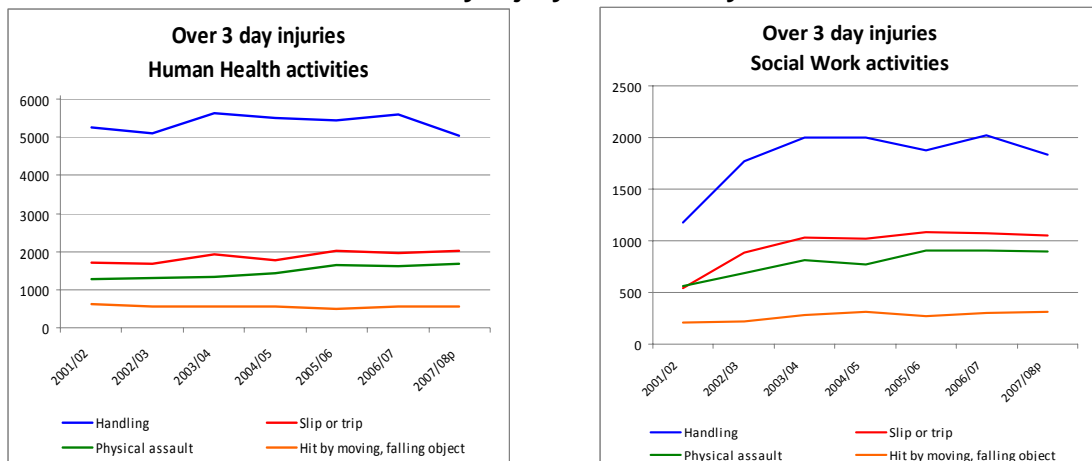 Over 3 day injuries
Human Health activities
6000
5000
4000
3000
2000
1000
0
2001/02
2002/03
2003/04
2004/05
2005/06
2006/07
2007/08p
Handling
Slip or trip
Physical assault
Hit by moving, falling object
Over 3 day injuries
Social Work activities
2500
2000
1500
1000
500
0
2001/02
2002/03
2003/04
2004/05
2005/06
2006/07
2007/08p
Handling
Slip or trip
Physical assault
Hit by moving, falling object